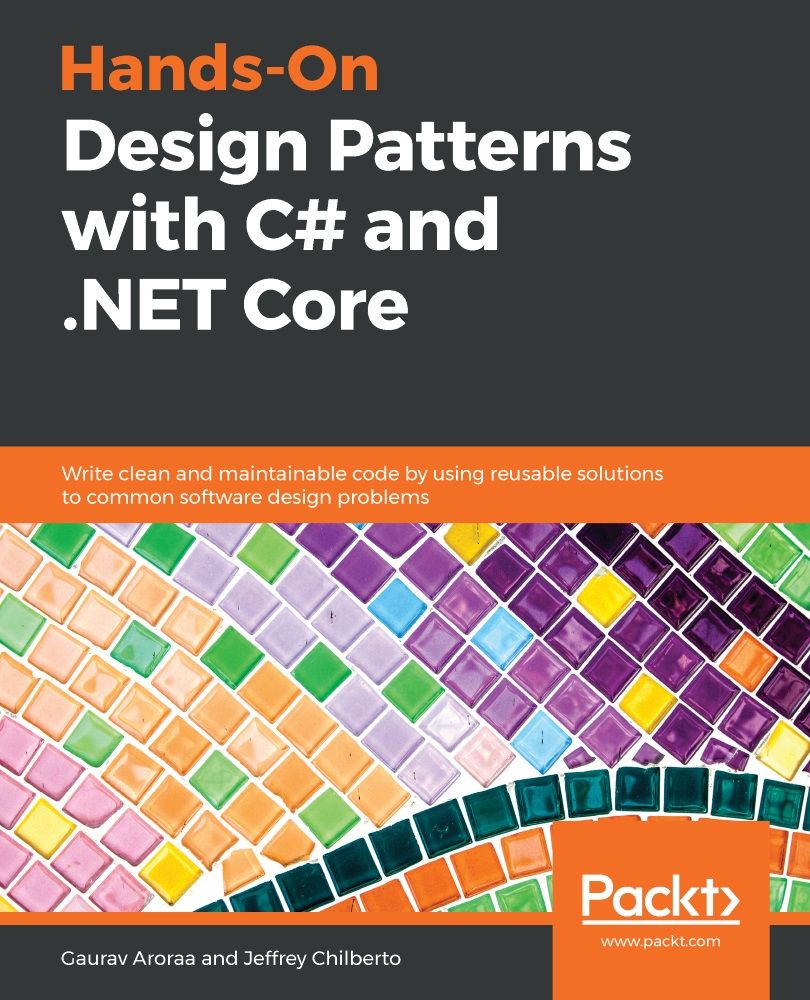 Hands-On
Design Patterns
with C# and
.NET Core
Write clean and maintainable code by using reusable solutions
to common software design problems
Packt>
www.packt.com
Gaurav Aroraa and Jeffrey Chilberto